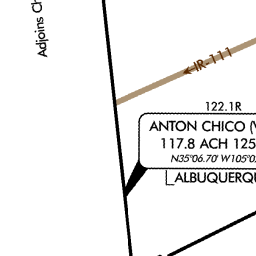 Adjoins Ch
IR-111
122.1R
ANTON CHICO (
117.8 ACH 125
N35°06.70' W105°0
ALBUQUERQU